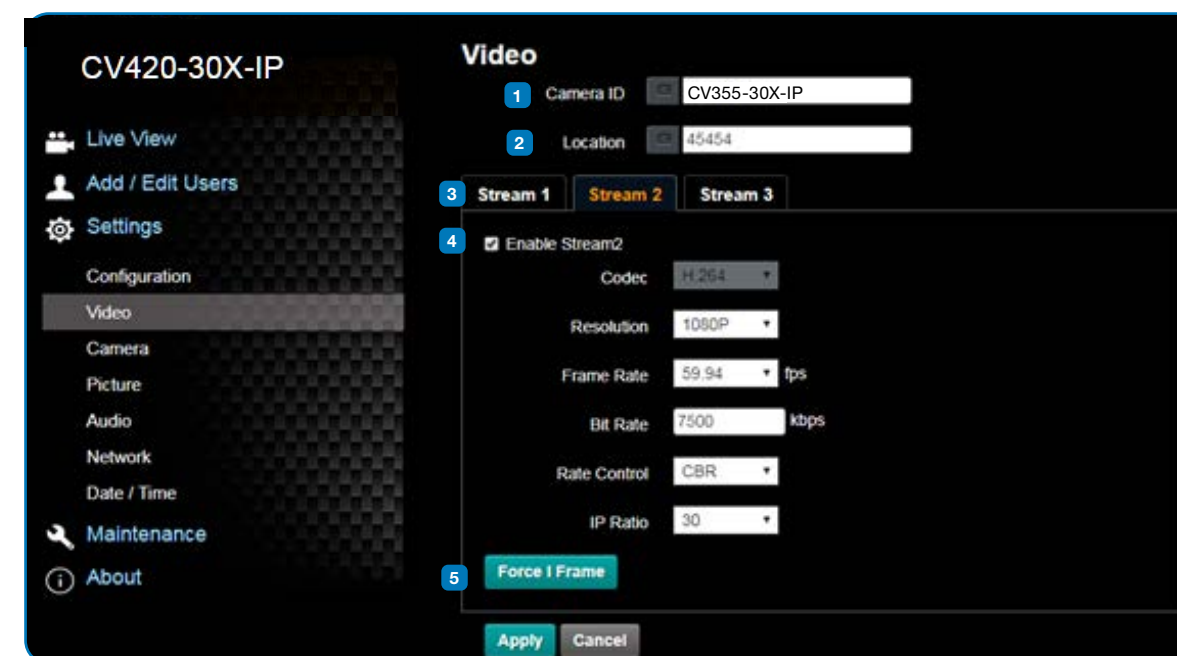 CV420-30X-IP
Live View
Add / Edit Users
Settings
Configuration
Video
Camera
Picture
Audio
Network
Date / Time
Maintenance
About
Video
1 Camera ID CV355-30X-IP
2 Location 45454
3 Stream 1 Stream 2 Stream 3
4 Enable Stream2
Codec H.264
Resolution 1080P
Frame Rate 59.94 fps
Bit Rate 7500 kbps
Rate Control CBR
IP Ratio 30
5 Force I Frame
Apply Cancel